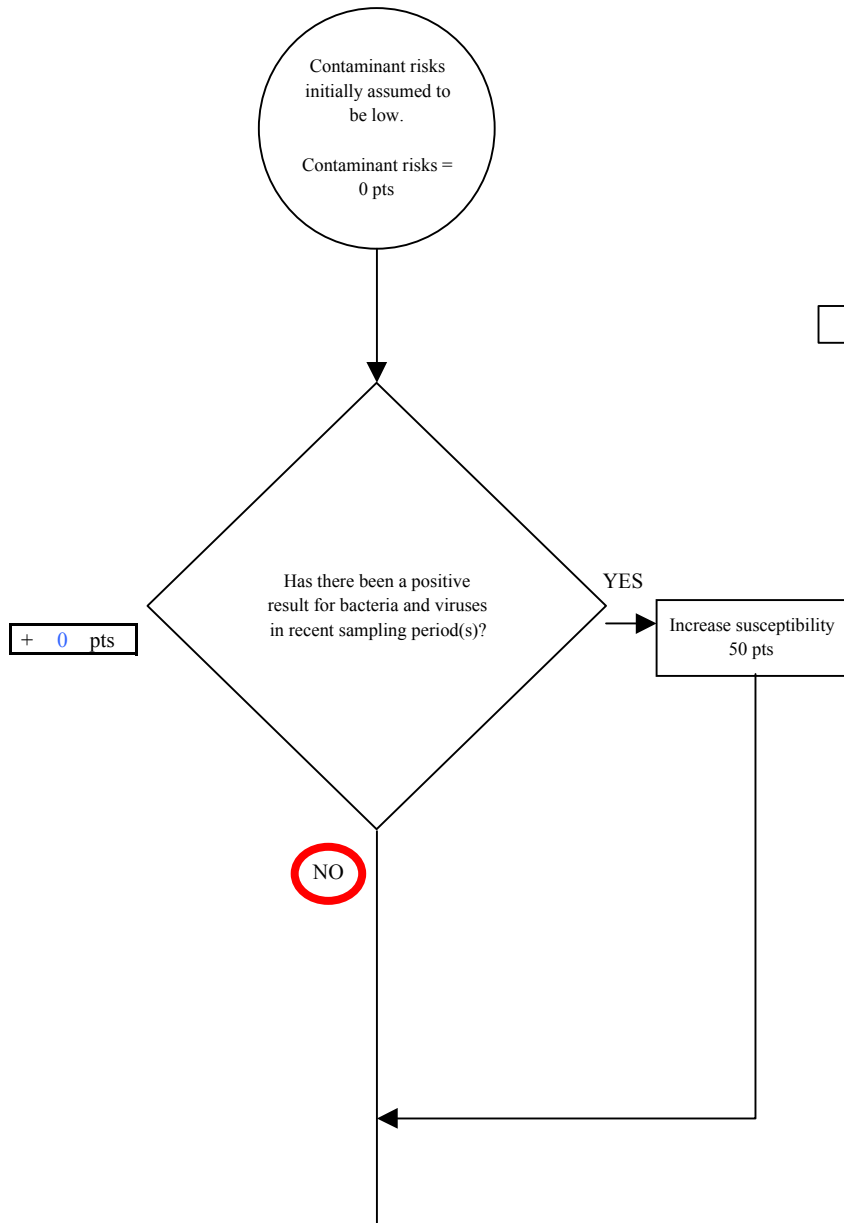 Contaminant risks
initially assumed to
be low.
Contaminant risks =
0 pts
Has there been a positive
result for bacteria and viruses
in recent sampling period(s)?
YES
+ 0 pts
Increase susceptibility
50 pts
NO